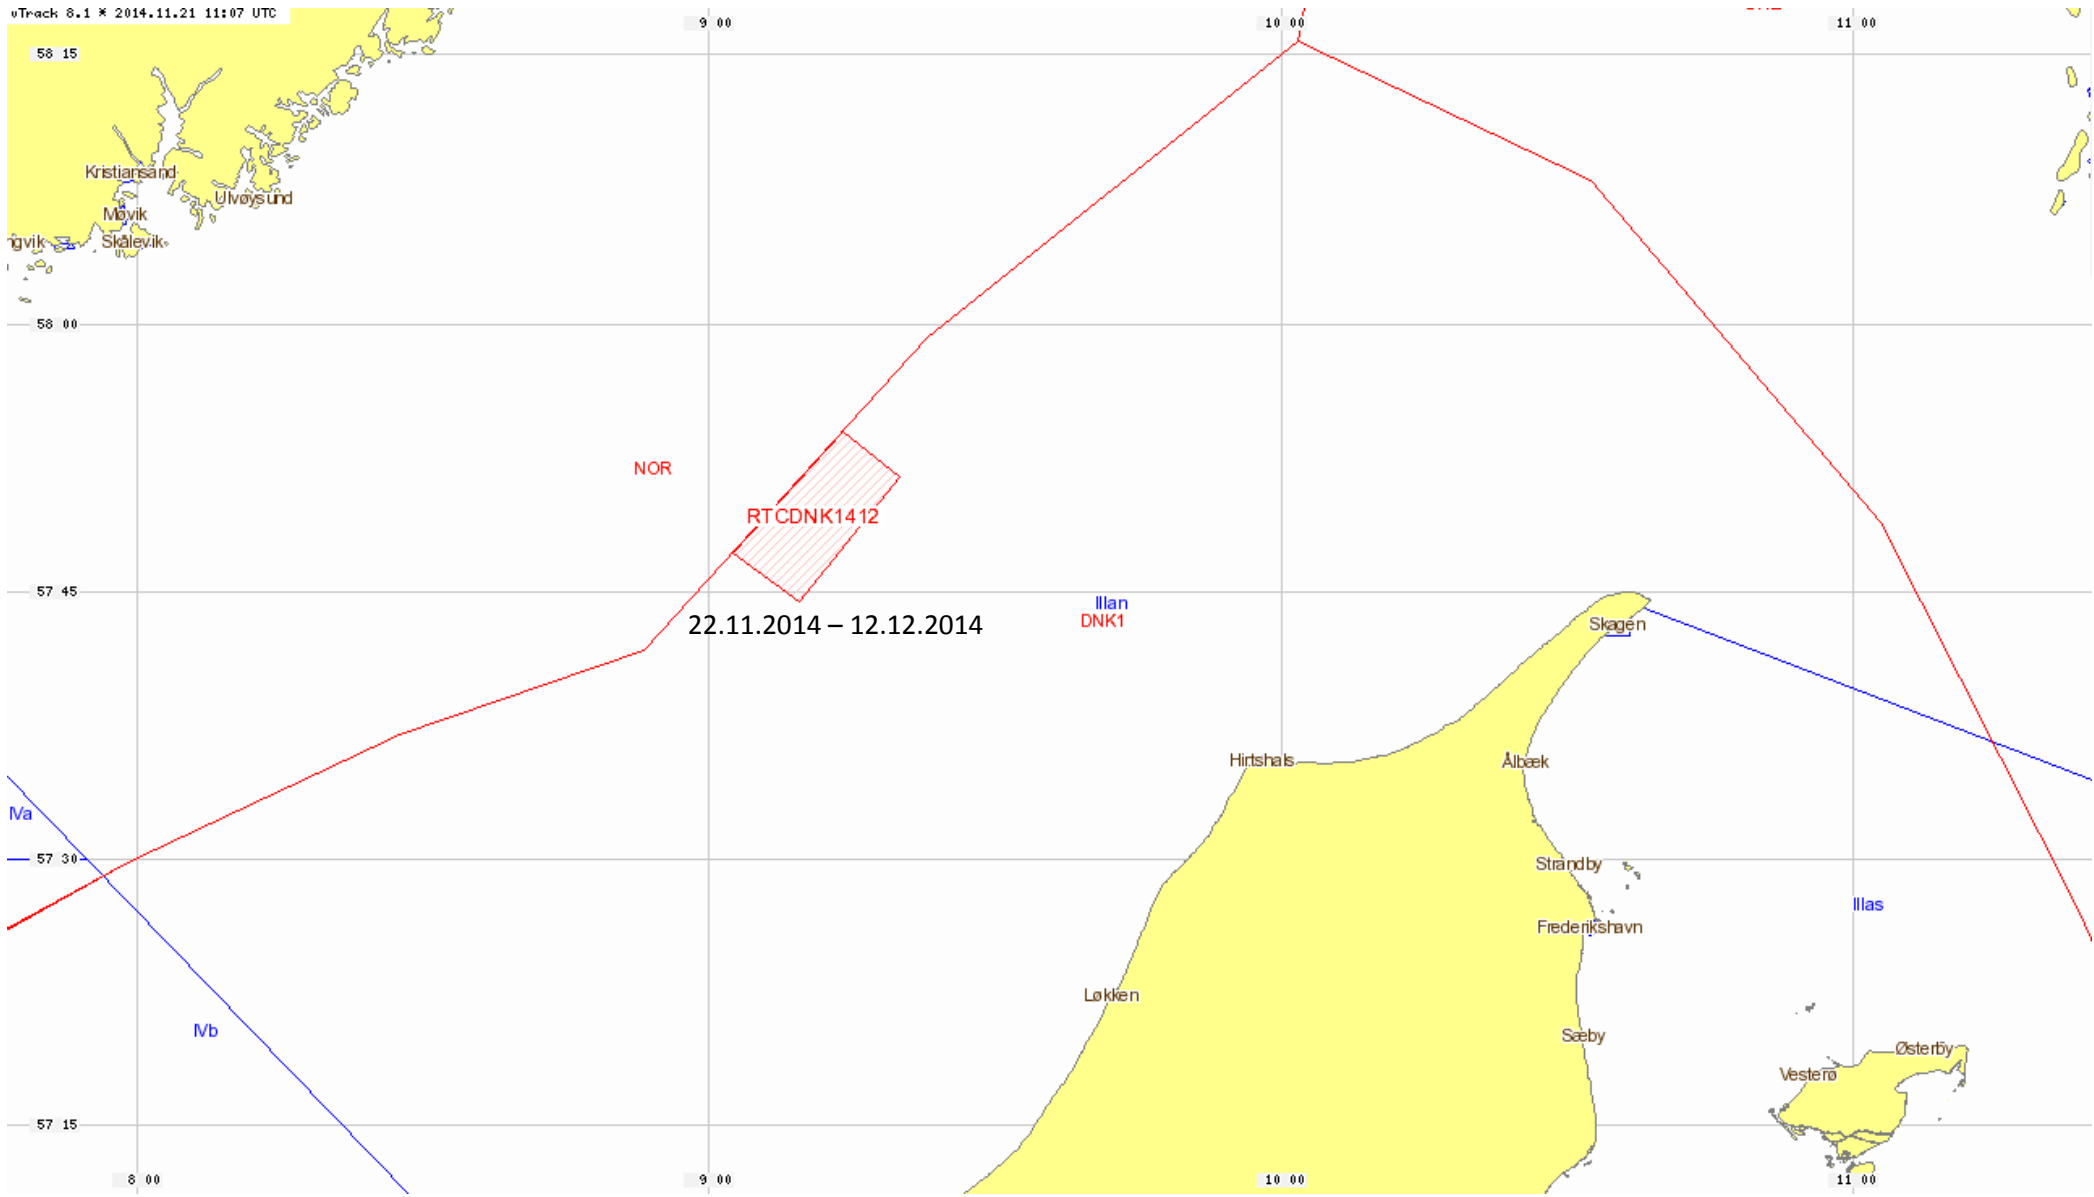 vTrack 8.1 * 2014.11.21 11:07 UTC
9 00
10 00
11 00
58 15
Kristiansand
Ulvøysund
Møvik
ngvik
Skålevik
58 00
NOR
RTCDNK1412
57 45
IIIan
22.11.2014 – 12.12.2014
DNK1
Skagen
Hirtshals
Ålbæk
IVa
57 30
Strandby
IIIas
Frederikshavn
Løkken
IVb
Sæby
Østerby
Vesterø
57 15
8 00
9 00
10 00
11 00